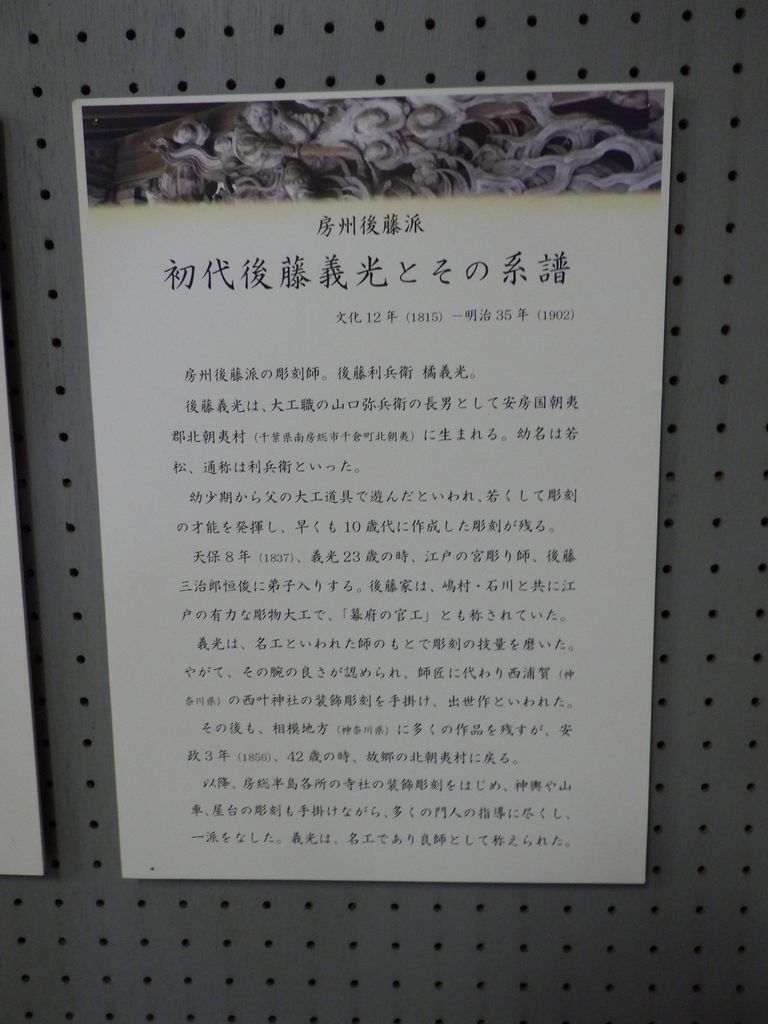 房州後藤派
初代後藤義光とその系譜
文化12年（1815）－明治35年（1902）
房州後藤派の彫刻師。後藤利兵衛 橘義光。
後藤義光は、大工職の山口弥兵衛の長男として安房国朝夷
郡北朝夷村（千葉県南房総市千倉町北朝夷）に生まれる。幼名は若
松、通称は利兵衛といった。
幼少期から父の大工道具で遊んだといわれ、若くして彫刻
の才能を発揮し、早くも10歳代に作成した彫刻が残る。
天保8年（1837）、義光23歳の時、江戸の宮彫り師、後藤
三治郎恒俊に弟子入りする。後藤家は、嶋村・石川と共に江
戸の有力な彫物大工で、「幕府の官工」とも称されていた。
義光は、名工といわれた師のもとで彫刻の技量を磨いた。
やがて、その腕の良さが認められ、師匠に代わり西浦賀（神
奈川県）の西叶神社の装飾彫刻を手掛け、出世作といわれた。
その後も、相模地方（神奈川県）に多くの作品を残すが、安
政3年（1856）、42歳の時、故郷の北朝夷村に戻る。
以降、房総半島各所の寺社の装飾彫刻をはじめ、神輿や山
車、屋台の彫刻も手掛けながら、多くの門人の指導に尽くし、
一派をなした。義光は、名工であり良師として称えられた。